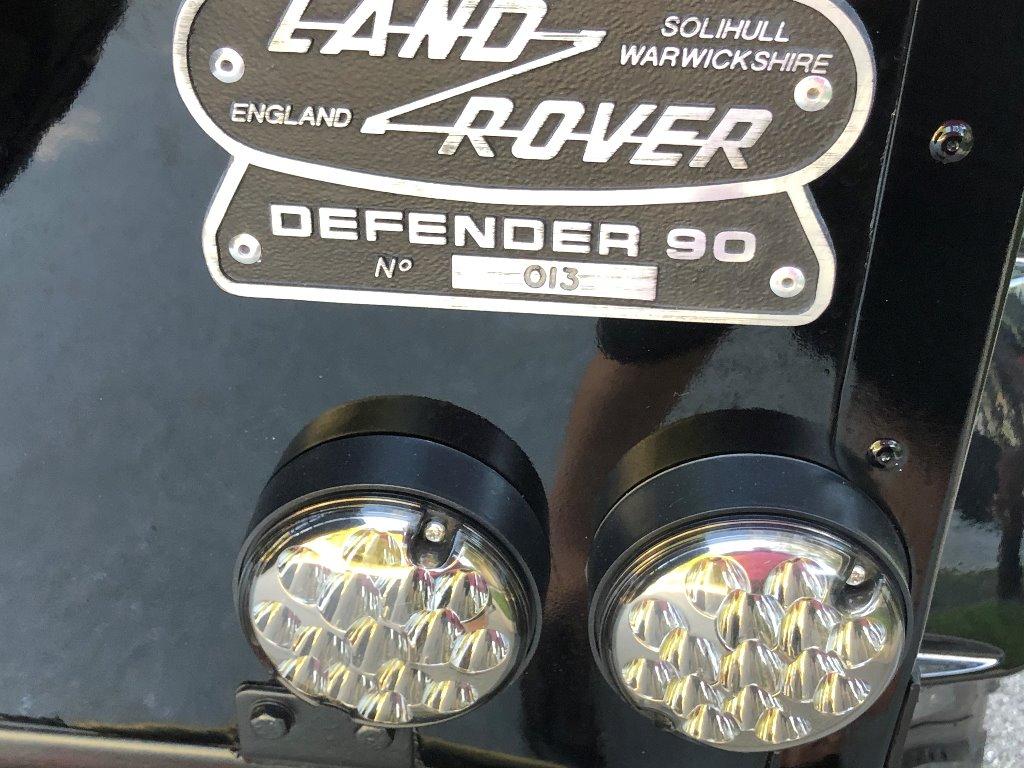 LAND
SOLIHULL
WARWICKSHIRE
ENGLAND
ROVER
DEFENDER 90
Nº 013